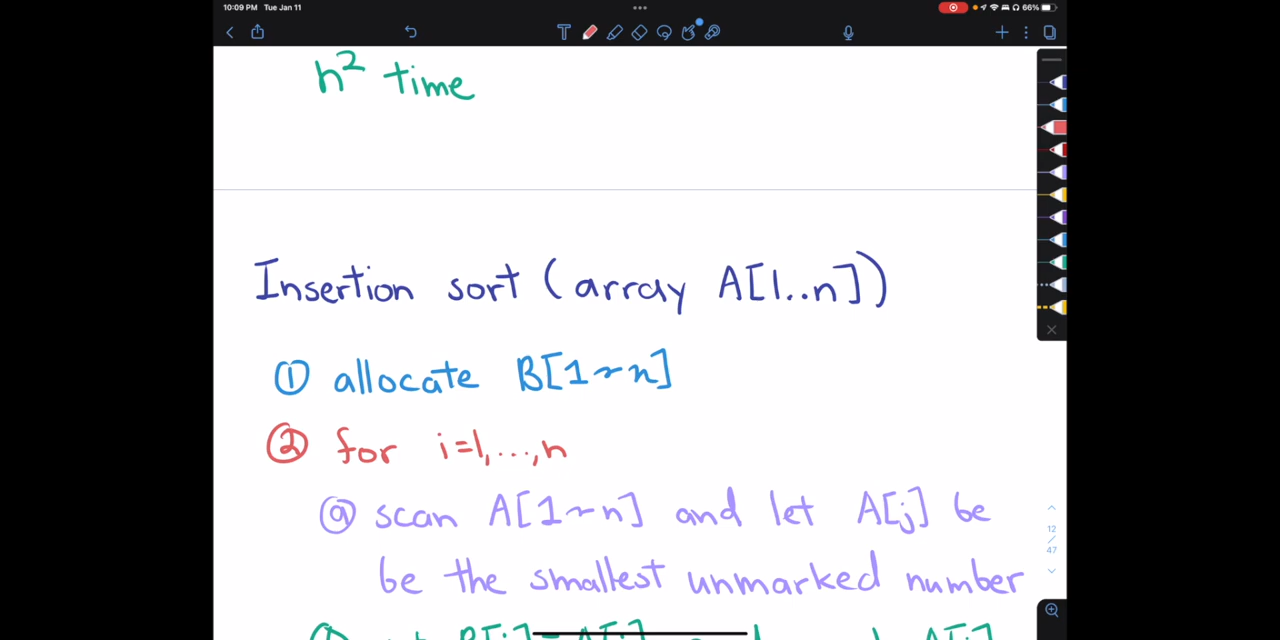 10:09 PM Tue Jan 11
66%
n² time
Insertion sort (array A[1..n])
① allocate B[1~n]
② for i=1,...,n
ⓐ scan A[1~n] and let A[j] be
be the smallest unmarked number
12
/
47